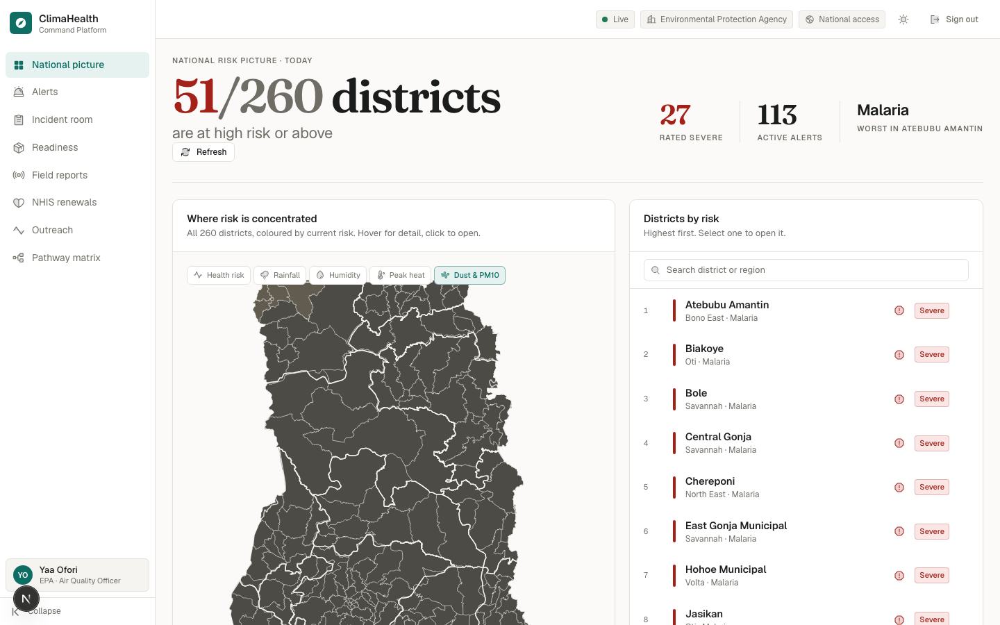 ClimaHealth
Command Platform
National picture
Alerts
Incident room
Readiness
Field reports
NHIS renewals
Outreach
Pathway matrix
YO
Yaa Ofori
EPA · Air Quality Officer
N
Collapse
Live
Environmental Protection Agency
National access
Sign out
NATIONAL RISK PICTURE · TODAY
51/260 districts
are at high risk or above
Refresh
27
RATED SEVERE
113
ACTIVE ALERTS
Malaria
WORST IN ATEBUBU AMANTIN
Where risk is concentrated
All 260 districts, coloured by current risk. Hover for detail, click to open.
Health risk
Rainfall
Humidity
Peak heat
Dust & PM10
Districts by risk
Highest first. Select one to open it.
Search district or region
1
Atebubu Amantin
Bono East · Malaria
Severe
2
Biakoye
Oti · Malaria
Severe
3
Bole
Savannah · Malaria
Severe
4
Central Gonja
Savannah · Malaria
Severe
5
Chereponi
North East · Malaria
Severe
6
East Gonja Municipal
Savannah · Malaria
Severe
7
Hohoe Municipal
Volta · Malaria
Severe
8
Jasikan
Severe